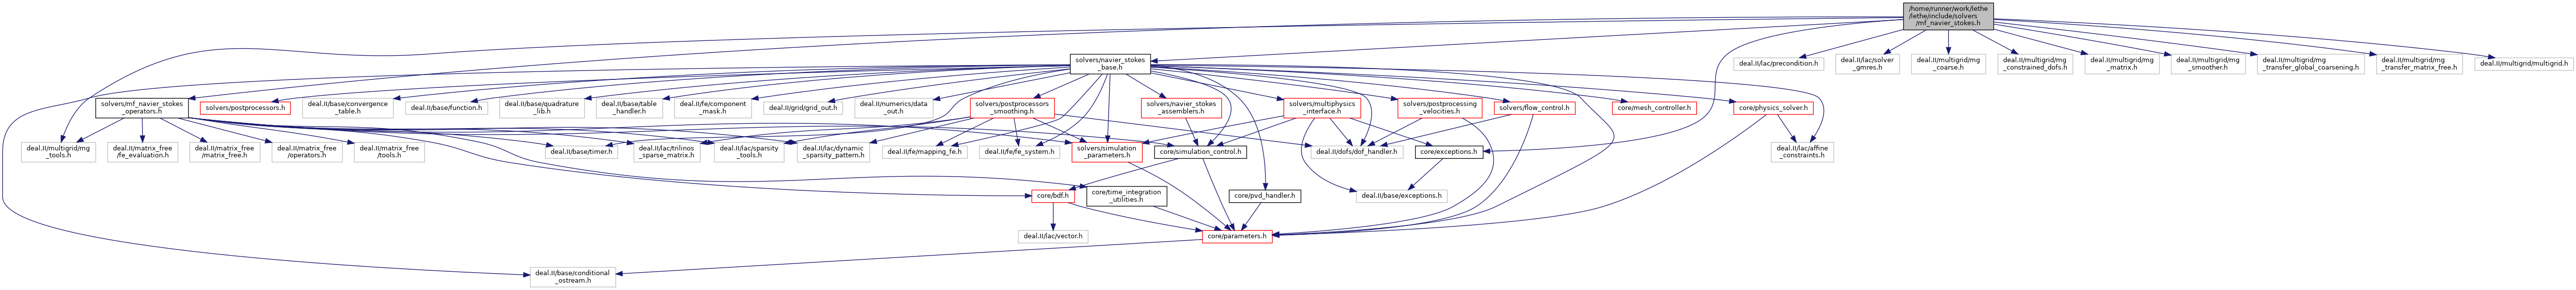 /home/runner/work/lethe
/lethe/include/solvers
/mf_navier_stokes.h
solvers/navier_stokes
_base.h
deal.II/lac/precondition.h
deal.II/lac/solver
_gmres.h
deal.II/multigrid/mg
_coarse.h
deal.II/multigrid/mg
_constrained_dofs.h
deal.II/multigrid/mg
_matrix.h
deal.II/multigrid/mg
_smoother.h
deal.II/multigrid/mg
_transfer_global_coarsening.h
deal.II/multigrid/mg
_transfer_matrix_free.h
deal.II/multigrid/multigrid.h
solvers/mf_navier_stokes
_operators.h
solvers/postprocessors.h
deal.II/base/convergence
_table.h
deal.II/base/function.h
deal.II/base/quadrature
_lib.h
deal.II/base/table
_handler.h
deal.II/fe/component
_mask.h
deal.II/grid/grid_out.h
deal.II/numerics/data
_out.h
solvers/postprocessors
_smoothing.h
solvers/navier_stokes
_assemblers.h
solvers/multiphysics
_interface.h
solvers/postprocessing
_velocities.h
solvers/flow_control.h
core/mesh_controller.h
core/physics_solver.h
deal.II/multigrid/mg
_tools.h
deal.II/matrix_free
/fe_evaluation.h
deal.II/matrix_free
/matrix_free.h
deal.II/matrix_free
/operators.h
deal.II/matrix_free
/tools.h
deal.II/base/timer.h
deal.II/lac/trilinos
_sparse_matrix.h
deal.II/lac/sparsity
_tools.h
deal.II/lac/dynamic
_sparsity_pattern.h
deal.II/fe/mapping_fe.h
deal.II/fe/fe_system.h
solvers/simulation
_parameters.h
core/simulation_control.h
deal.II/dofs/dof_handler.h
core/exceptions.h
deal.II/lac/affine
_constraints.h
core/bdf.h
core/time_integration
_utilities.h
core/pvd_handler.h
deal.II/base/exceptions.h
deal.II/lac/vector.h
core/parameters.h
deal.II/base/conditional
_ostream.h